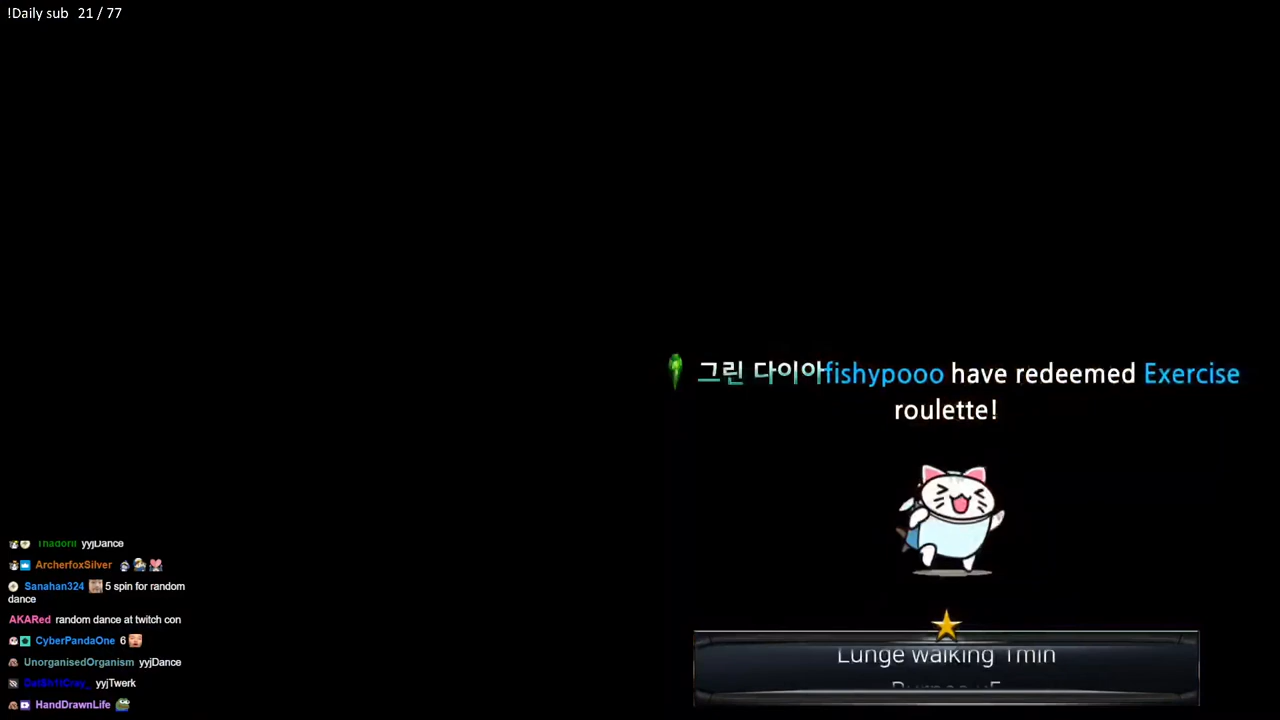 !Daily sub 21 / 77
그린 다이아fishypooo have redeemed Exercise
roulette!
Thadorii yyjDance
ArcherfoxSilver
Sanahan324 5 spin for random
dance
AKARed random dance at twitch con
CyberPandaOne 6
UnorganisedOrganism yyjDance
yyjTwerk
HandDrawnLife
Lunge walking 1min